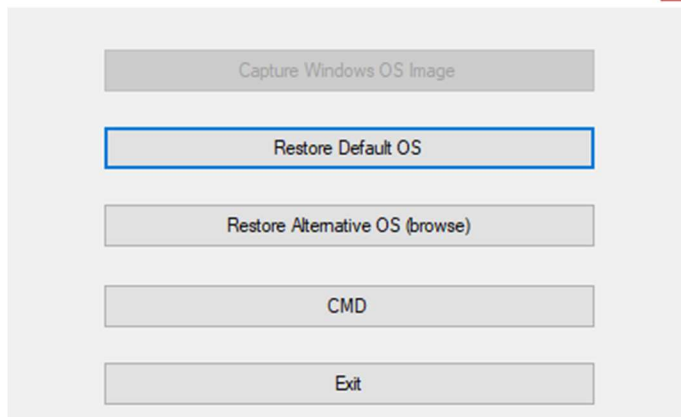 Capture Windows OS Image
Restore Default OS
Restore Alternative OS (browse)
CMD
Exit